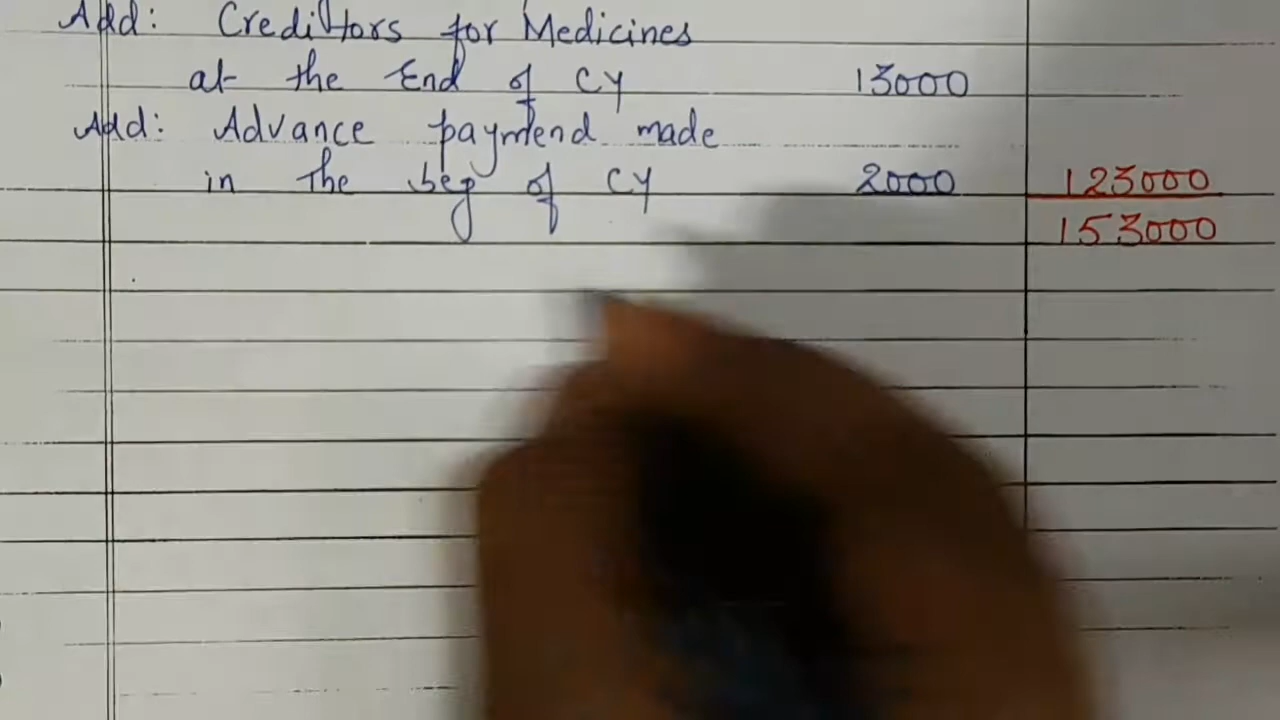 Add: Creditors for Medicines
at the End of CY 13000
Add: Advance paymend made
in the beg of CY 2000 123000
153000